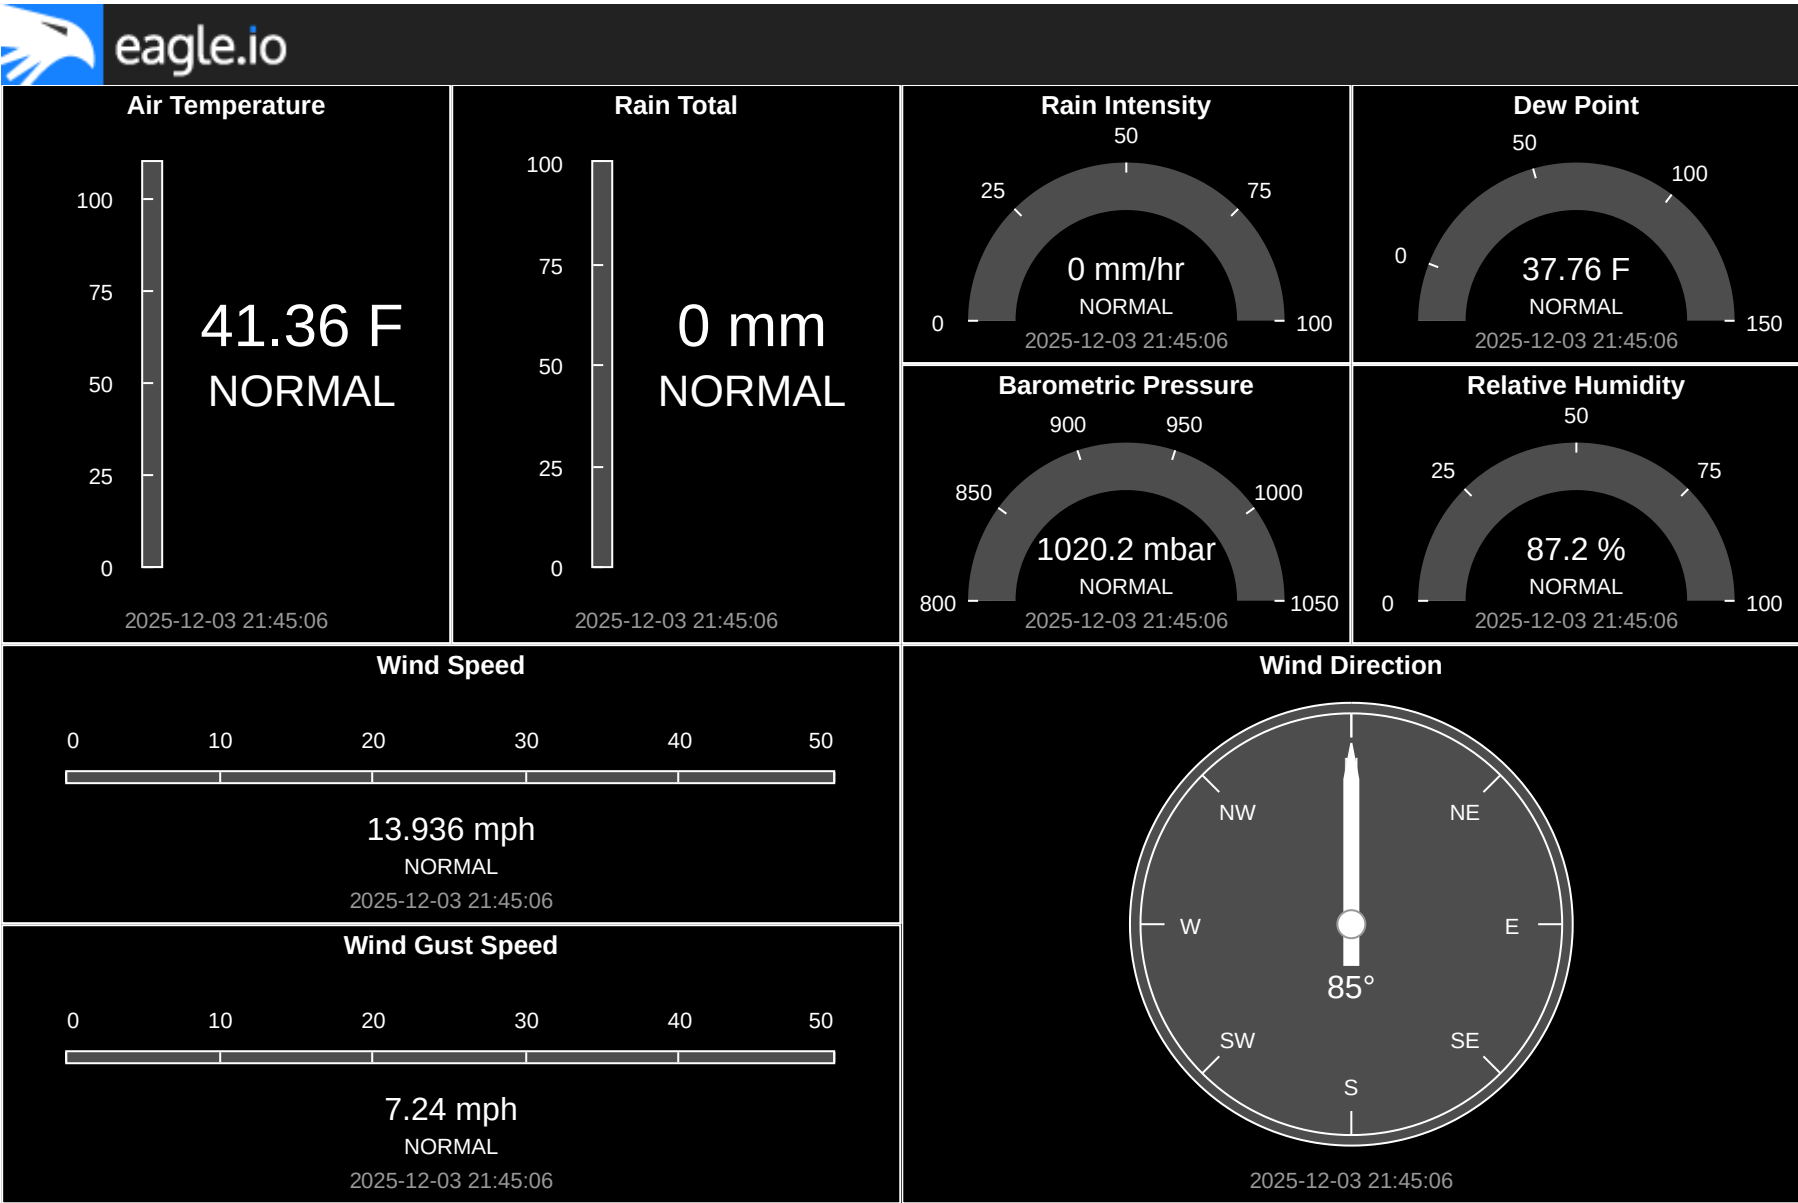 eagle.io
Air Temperature
100
75
50
25
0
41.36 F
NORMAL
2025-12-03 21:45:06
Rain Total
100
75
50
25
0
0 mm
NORMAL
2025-12-03 21:45:06
Rain Intensity
0
25
50
75
100
0 mm/hr
NORMAL
2025-12-03 21:45:06
Dew Point
0
50
100
150
37.76 F
NORMAL
2025-12-03 21:45:06
Barometric Pressure
800
850
900
950
1000
1050
1020.2 mbar
NORMAL
2025-12-03 21:45:06
Relative Humidity
0
25
50
75
100
87.2 %
NORMAL
2025-12-03 21:45:06
Wind Speed
0 10 20 30 40 50
13.936 mph
NORMAL
2025-12-03 21:45:06
Wind Gust Speed
0 10 20 30 40 50
7.24 mph
NORMAL
2025-12-03 21:45:06
Wind Direction
NW NE
W E
85°
SW SE
S
2025-12-03 21:45:06